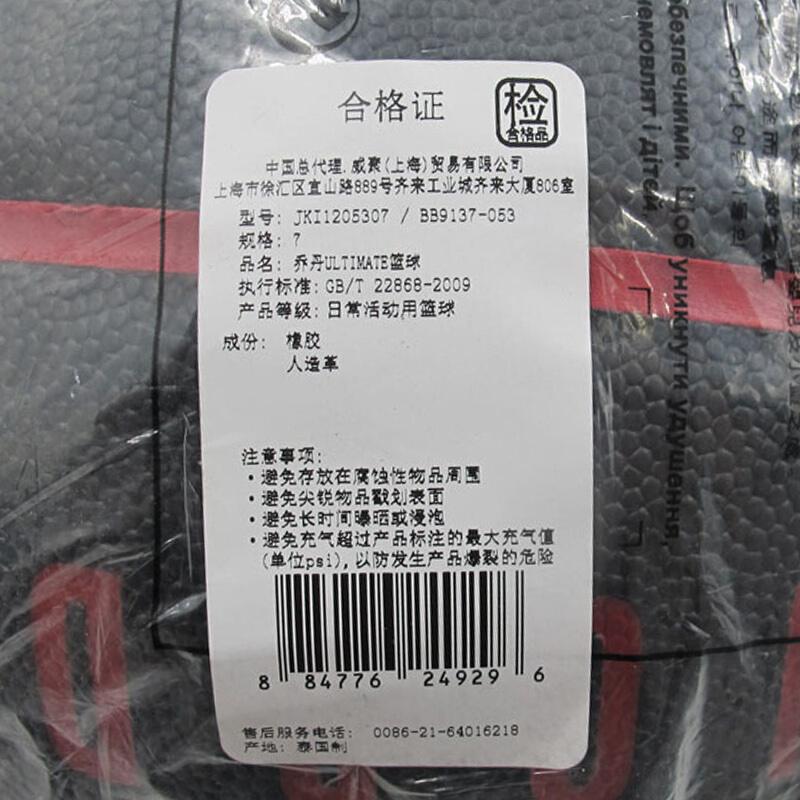 合格证
检
合格品
中国总代理.威聚(上海)贸易有限公司
上海市徐汇区宜山路889号齐来工业城齐来大厦806室
型号: JKI1205307 / BB9137-053
规格: 7
品名: 乔丹ULTIMATE篮球
执行标准: GB/T 22868-2009
产品等级: 日常活动用篮球
成份: 橡胶
人造革
注意事项:
·避免存放在腐蚀性物品周围
·避免尖锐物品戳划表面
·避免长时间曝晒或浸泡
·避免充气超过产品标注的最大充气值
(单位psi), 以防发生产品爆裂的危险
8 84776 24929 6
售后服务电话: 0086-21-64016218
产地: 泰国制
безпечними. Щоб уникнути удушення,
немовлят і дітей.